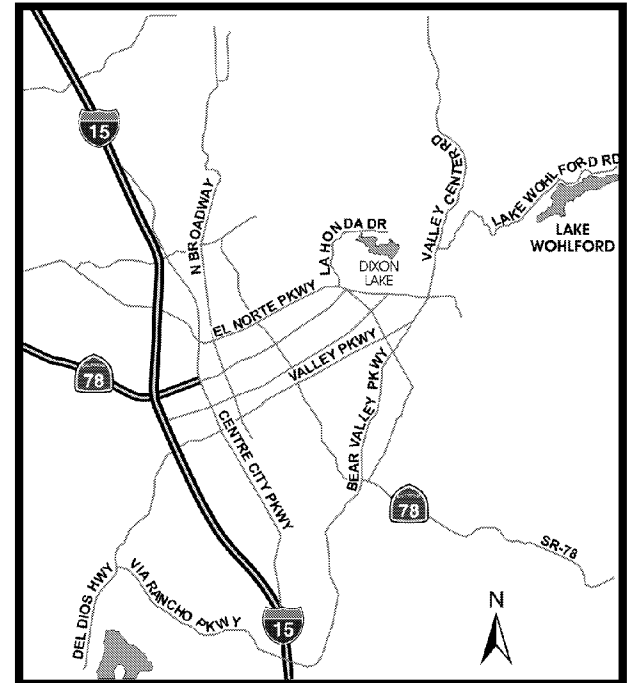 15
N BROADWAY
VALLEY CENTER RD
LAKE WOHLFORD RD
LAKE
WOHLFORD
LA HONDA DR
DIXON
LAKE
EL NORTE PKWY
78
VALLEY PKWY
BEAR VALLEY PKWY
CENTRE CITY PKWY
78
SR-78
DEL DIOS HWY
VIA RANCHO PKWY
15
N